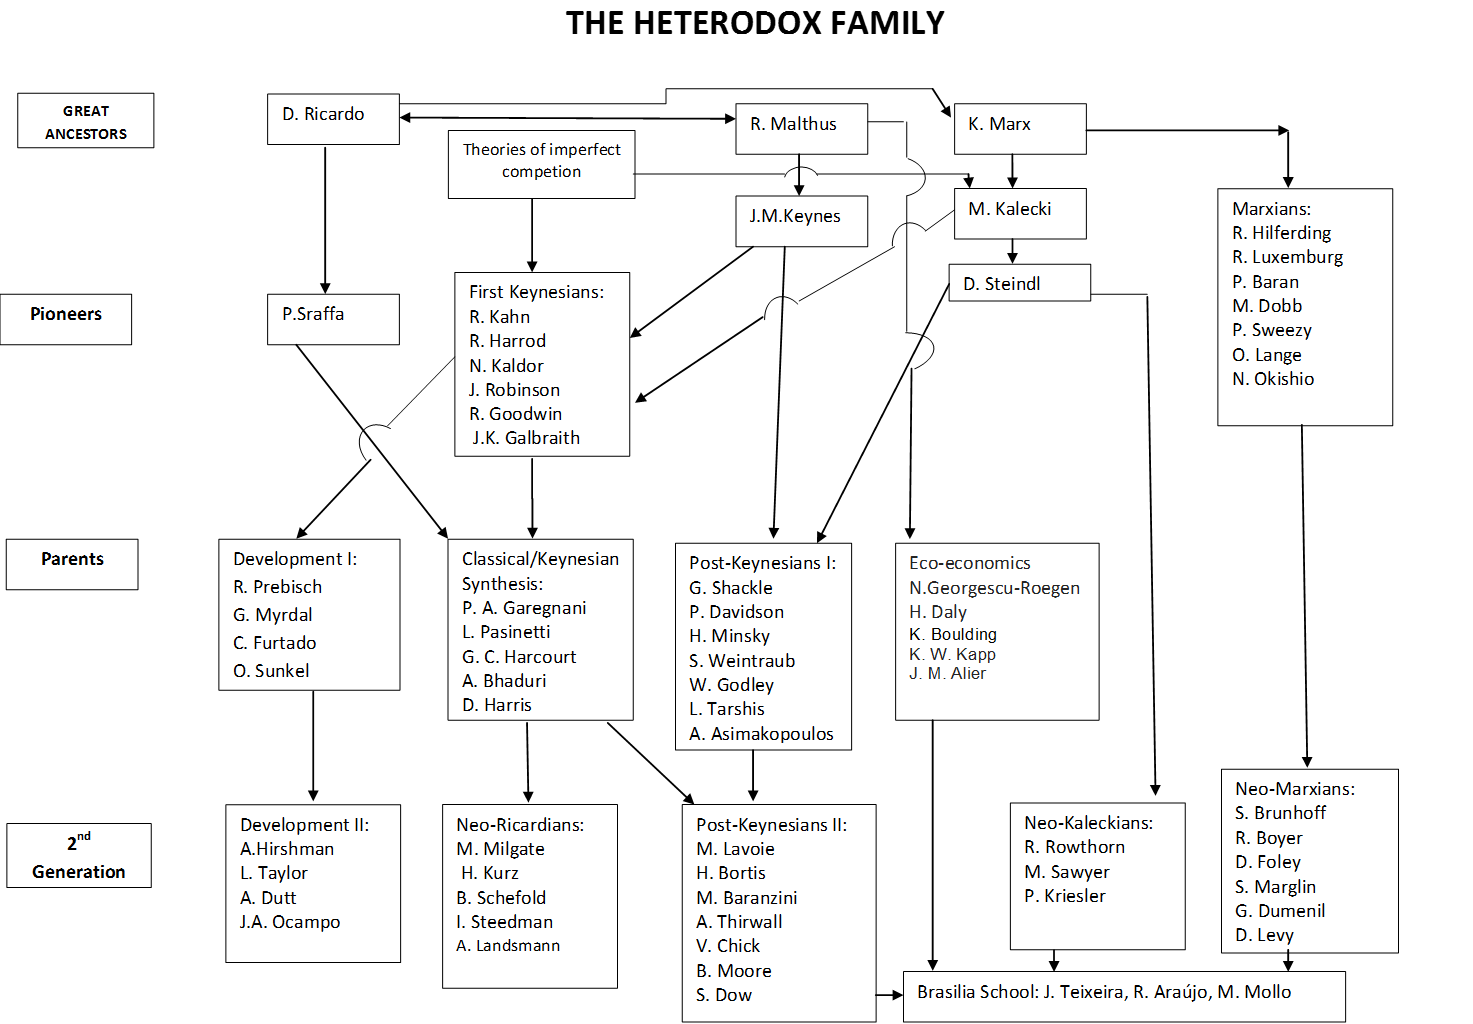 THE HETERODOX FAMILY
GREAT
ANCESTORS
D. Ricardo
R. Malthus
K. Marx
Theories of imperfect
competion
J.M.Keynes
M. Kalecki
D. Steindl
Marxians:
R. Hilferding
R. Luxemburg
P. Baran
M. Dobb
P. Sweezy
O. Lange
N. Okishio
Pioneers
P.Sraffa
First Keynesians:
R. Kahn
R. Harrod
N. Kaldor
J. Robinson
R. Goodwin
J.K. Galbraith
Parents
Development I:
R. Prebisch
G. Myrdal
C. Furtado
O. Sunkel
Classical/Keynesian
Synthesis:
P. A. Garegnani
L. Pasinetti
G. C. Harcourt
A. Bhaduri
D. Harris
Post-Keynesians I:
G. Shackle
P. Davidson
H. Minsky
S. Weintraub
W. Godley
L. Tarshis
A. Asimakopoulos
Eco-economics
N.Georgescu-Roegen
H. Daly
K. Boulding
K. W. Kapp
J. M. Alier
2nd
Generation
Development II:
A.Hirshman
L. Taylor
A. Dutt
J.A. Ocampo
Neo-Ricardians:
M. Milgate
H. Kurz
B. Schefold
I. Steedman
A. Landsmann
Post-Keynesians II:
M. Lavoie
H. Bortis
M. Baranzini
A. Thirwall
V. Chick
B. Moore
S. Dow
Neo-Kaleckians:
R. Rowthorn
M. Sawyer
P. Kriesler
Neo-Marxians:
S. Brunhoff
R. Boyer
D. Foley
S. Marglin
G. Dumenil
D. Levy
Brasilia School: J. Teixeira, R. Araújo, M. Mollo